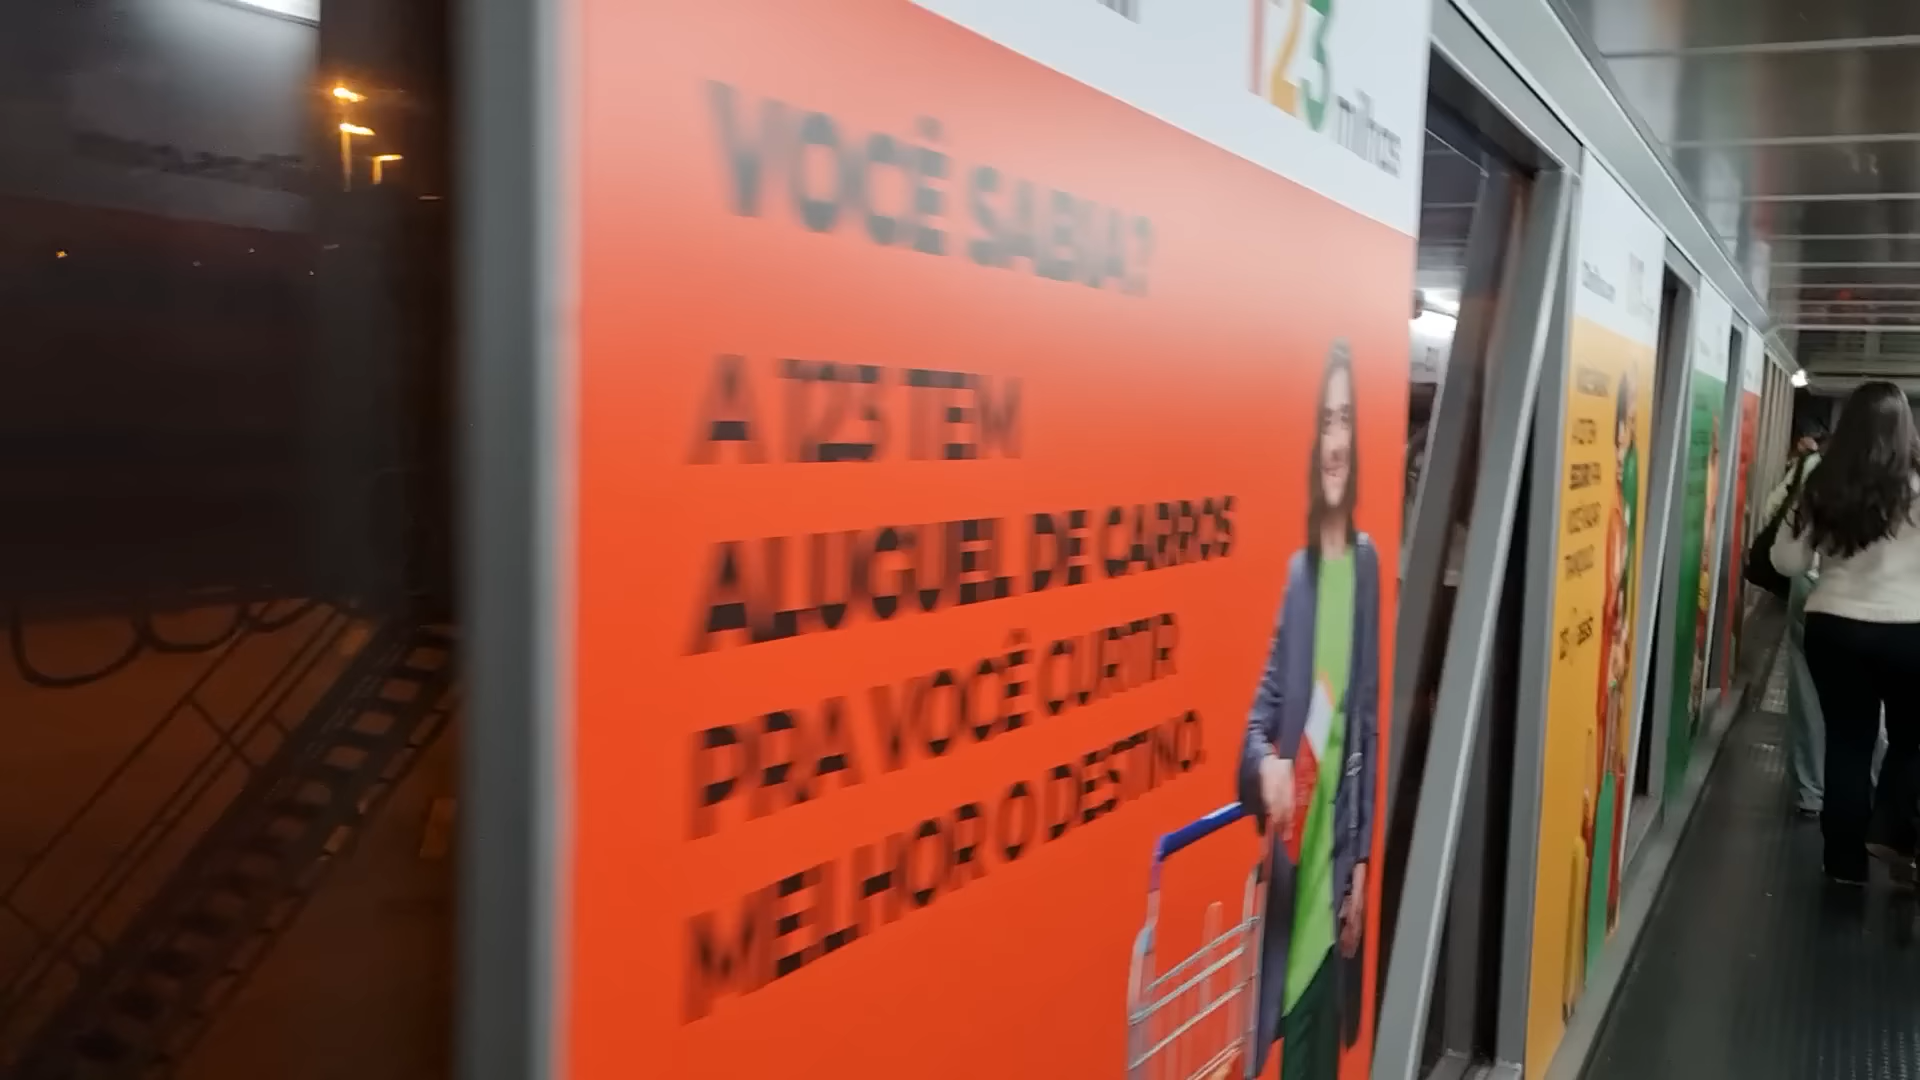 123 milhas
VOCÊ SABIA?
A 123 TEM
ALUGUEL DE CARROS
PRA VOCÊ CURTIR
MELHOR O DESTINO.